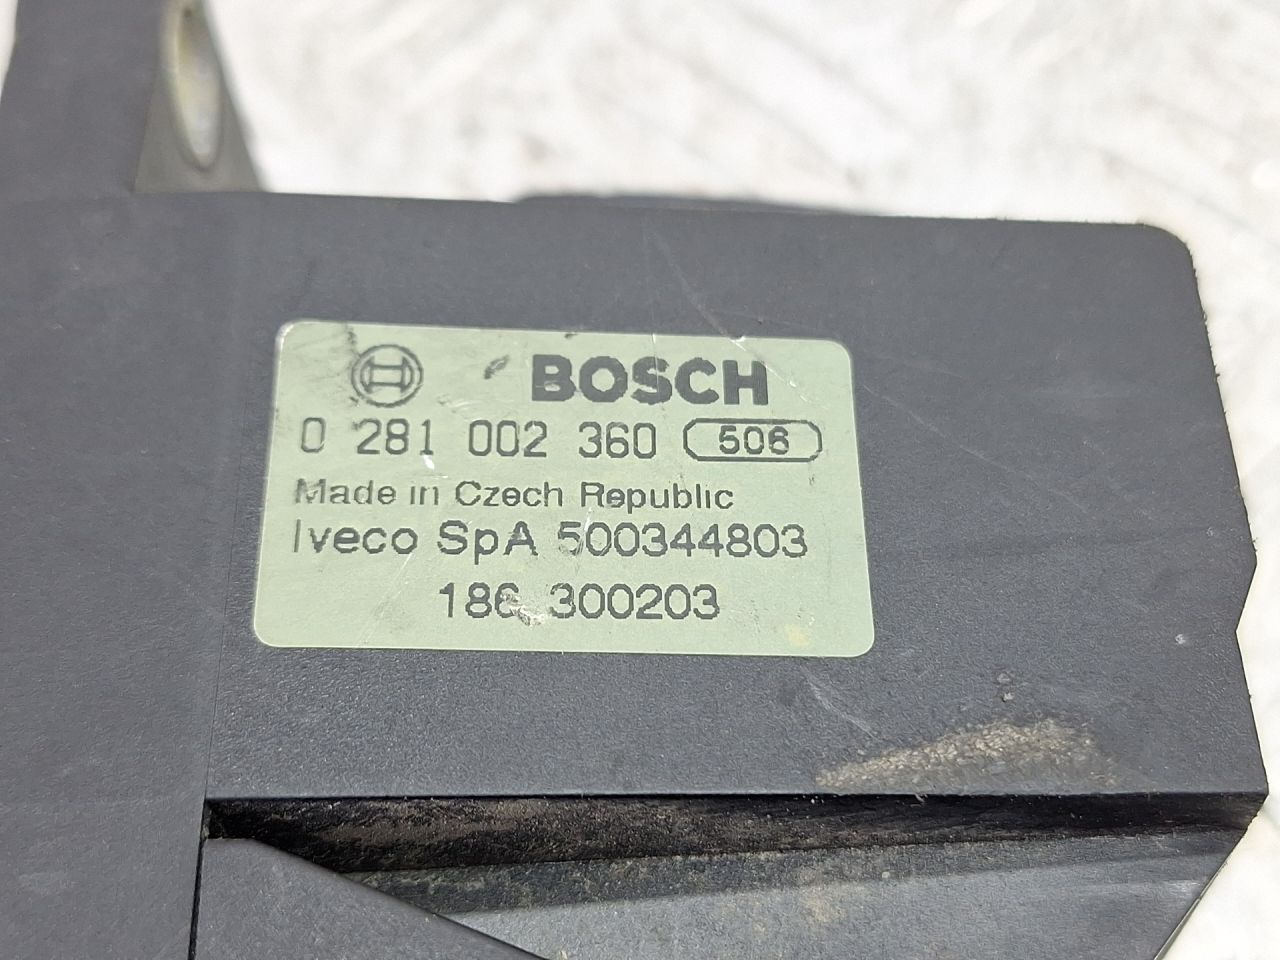 BOSCH
0 281 002 360 506
Made in Czech Republic
Iveco SpA 500344803
186 300203